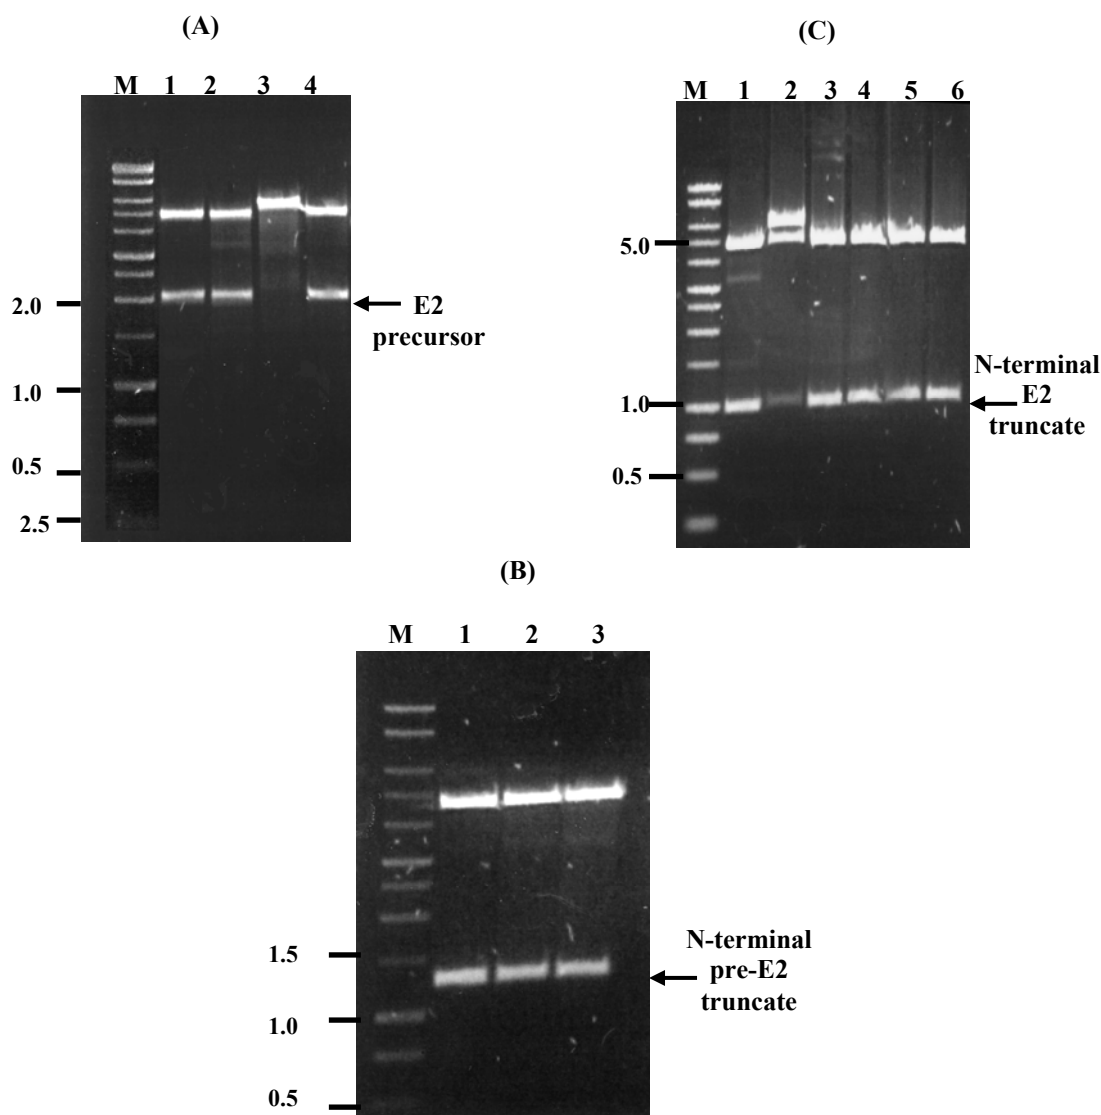 (A)
M 1 2 3 4
2.0
1.0
0.5
2.5
E2
precursor
(C)
M 1 2 3 4 5 6
5.0
1.0
0.5
N-terminal
E2
truncate
(B)
M 1 2 3
1.5
1.0
0.5
N-terminal
pre-E2
truncate